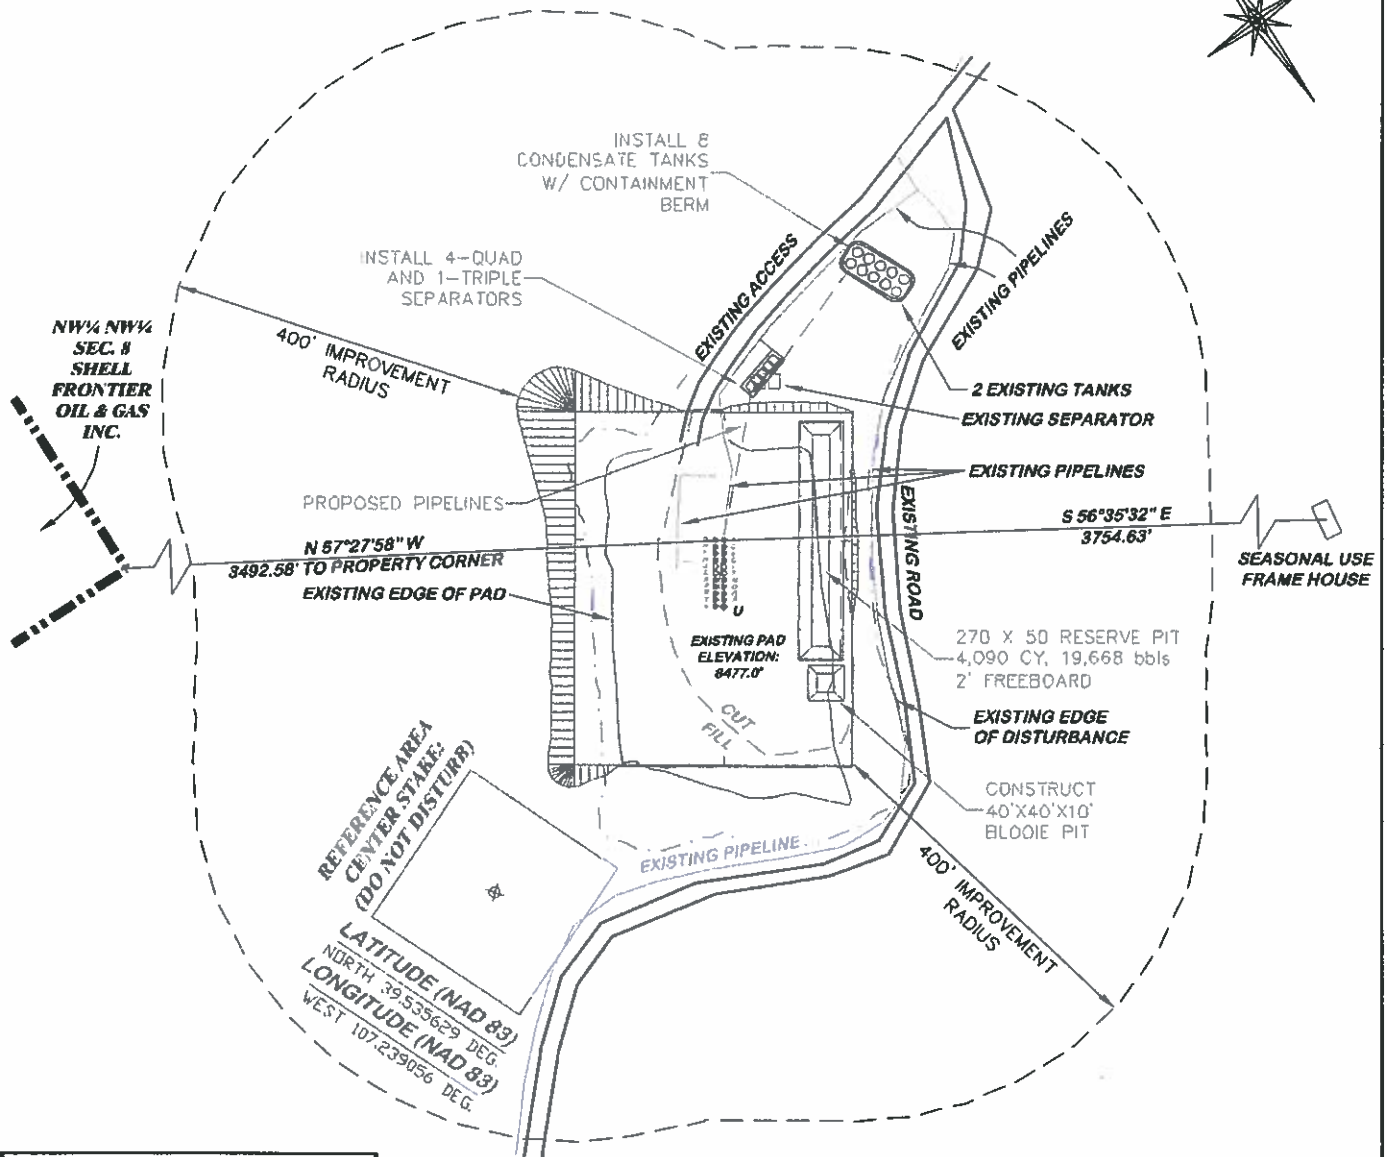 INSTALL 8
CONDENSATE TANKS
W/ CONTAINMENT
BERM
INSTALL 4-QUAD
AND 1-TRIPLE
SEPARATORS
EXISTING ACCESS
EXISTING PIPELINES
NW¼ NW¼
SEC. 8
SHELL
FRONTIER
OIL & GAS
INC.
400' IMPROVEMENT
RADIUS
2 EXISTING TANKS
EXISTING SEPARATOR
EXISTING PIPELINES
PROPOSED PIPELINES
EXISTING ROAD
N 57°27'58" W
3492.58' TO PROPERTY CORNER
S 56°35'32" E
3754.63'
SEASONAL USE
FRAME HOUSE
EXISTING EDGE OF PAD
U
EXISTING PAD
ELEVATION:
8477.0'
270 X 50 RESERVE PIT
4,090 CY, 19,668 bbls
2' FREEBOARD
CUT
FILL
EXISTING EDGE
OF DISTURBANCE
CONSTRUCT
40'X40'X10'
BLOOIE PIT
REFERENCE AREA
CENTER STAKE:
(DO NOT DISTURB)
EXISTING PIPELINE
400' IMPROVEMENT
RADIUS
LATITUDE (NAD 83)
NORTH 39.535629 DEG.
LONGITUDE (NAD 83)
WEST 107.239056 DEG.